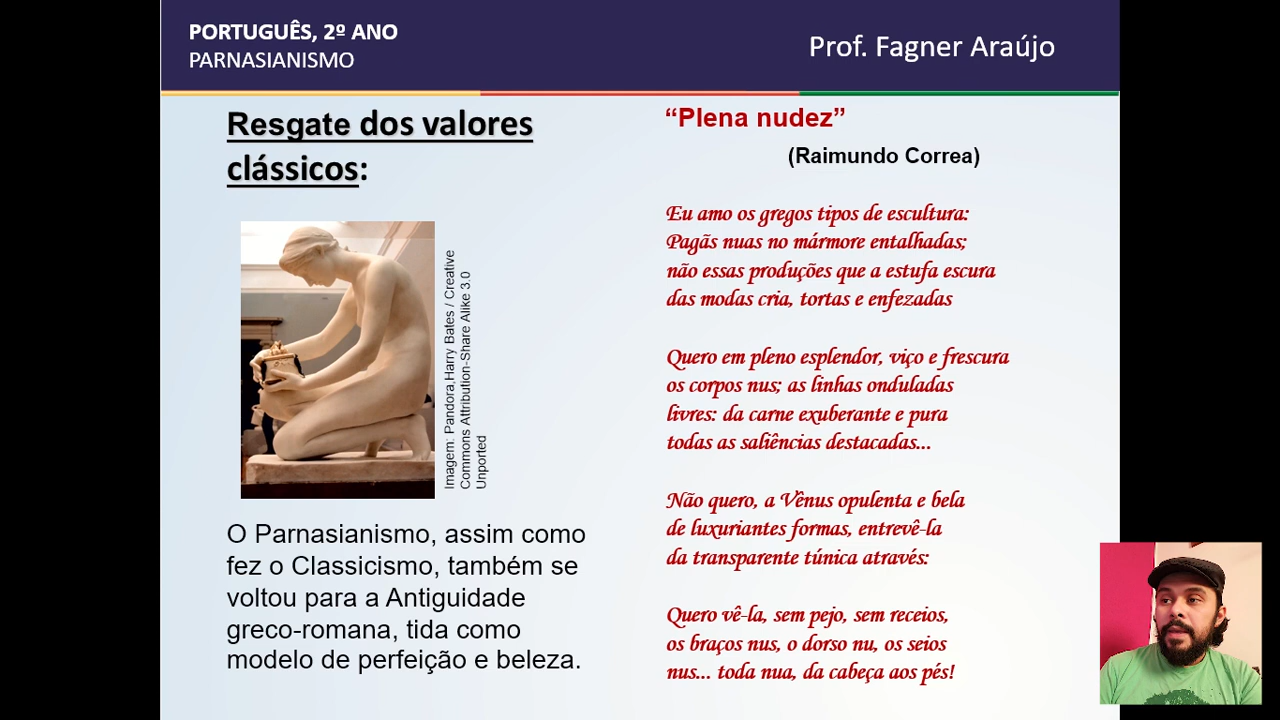 PORTUGUÊS, 2º ANO
PARNASIANISMO
Prof. Fagner Araújo
Resgate dos valores
clássicos:
Imagem: Pandora,Harry Bates / Creative
Commons Attribution-Share Alike 3.0
Unported
O Parnasianismo, assim como
fez o Classicismo, também se
voltou para a Antiguidade
greco-romana, tida como
modelo de perfeição e beleza.
“Plena nudez”
(Raimundo Correa)
Eu amo os gregos tipos de escultura:
Pagãs nuas no mármore entalhadas;
não essas produções que a estufa escura
das modas cria, tortas e enfezadas
Quero em pleno esplendor, viço e frescura
os corpos nus; as linhas onduladas
livres: da carne exuberante e pura
todas as saliências destacadas...
Não quero, a Vênus opulenta e bela
de luxuriantes formas, entrevê-la
da transparente túnica através:
Quero vê-la, sem pejo, sem receios,
os braços nus, o dorso nu, os seios
nus... toda nua, da cabeça aos pés!